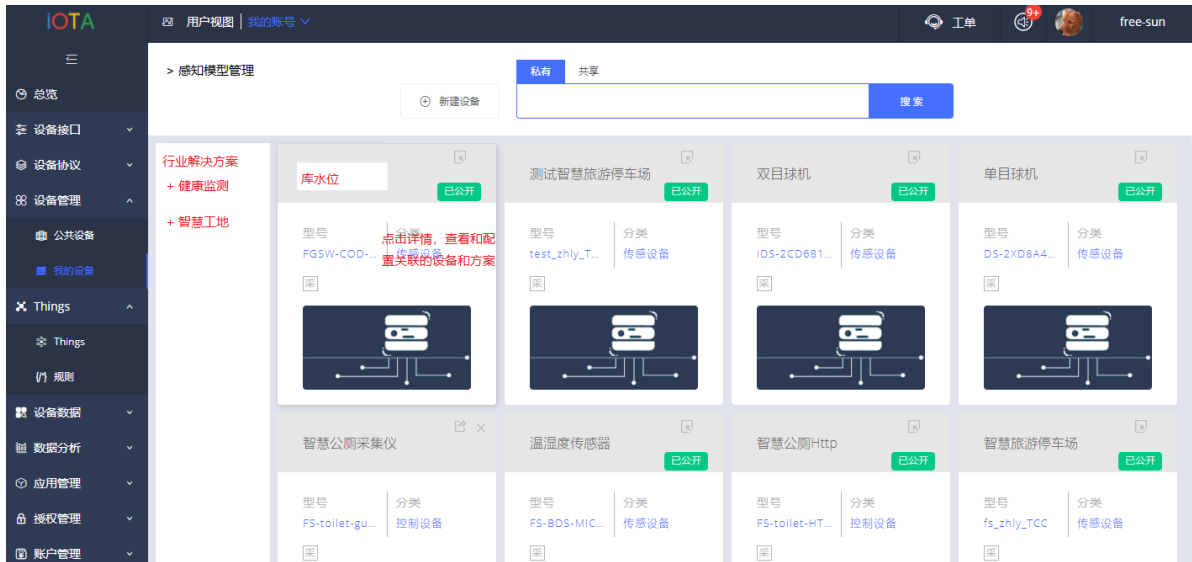 iOTA
用户视图 我的账号
工单
9+
free-sun
总览
设备接口
设备协议
设备管理
公共设备
我的设备
Things
Things
规则
设备数据
数据分析
应用管理
授权管理
账户管理
> 感知模型管理
新建设备
私有 共享
搜索
行业解决方案
+ 健康监测
+ 智慧工地
库水位
已公开
型号 分类
FGSW-COD-... 传感设备
点击详情，查看和配
置关联的设备和方案
采
测试智慧旅游停车场
已公开
型号 分类
test_zhly_T... 传感设备
采
双目球机
已公开
型号 分类
iDS-2CD681... 传感设备
采
单目球机
已公开
型号 分类
DS-2XD8A4... 传感设备
采
智慧公厕采集仪
型号 分类
FS-toilet-gu... 控制设备
采
温湿度传感器
已公开
型号 分类
FS-BDS-MIC... 传感设备
采
智慧公厕Http
已公开
型号 分类
FS-toilet-HT... 控制设备
采
智慧旅游停车场
已公开
型号 分类
fs_zhly_TCC 传感设备
采